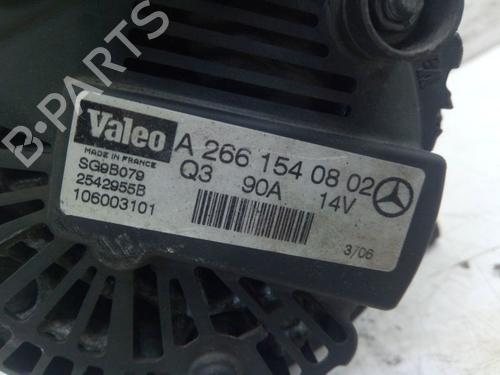 B-PARTS
Valeo
MADE IN FRANCE
SG9B079
2542955B
106003101
A 266 154 08 02
Q3 90A 14V
3/06